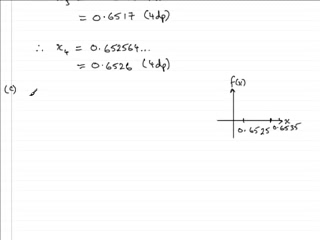 = 0.6517 (4dp)
∴ x₄ = 0.652564...
= 0.6526 (4dp)
(c)
f(x)
x
0.6525 0.6535